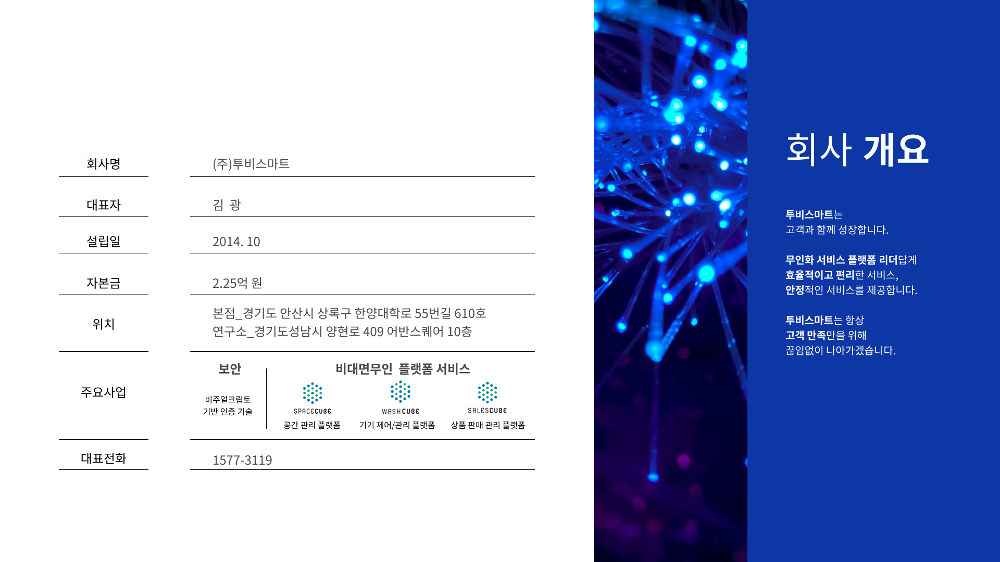 회사명
(주)투비스마트
대표자
김 광
설립일
2014. 10
자본금
2.25억 원
위치
본점_경기도 안산시 상록구 한양대학로 55번길 610호
연구소_경기도성남시 양현로 409 어반스퀘어 10층
주요사업
보안
비주얼크립토
기반 인증 기술
비대면무인 플랫폼 서비스
SPACECUBE
공간 관리 플랫폼
WASHCUBE
기기 제어/관리 플랫폼
SALESCUBE
상품 판매 관리 플랫폼
대표전화
1577-3119
회사 개요
투비스마트는
고객과 함께 성장합니다.
무인화 서비스 플랫폼 리더답게
효율적이고 편리한 서비스,
안정적인 서비스를 제공합니다.
투비스마트는 항상
고객 만족만을 위해
끊임없이 나아가겠습니다.